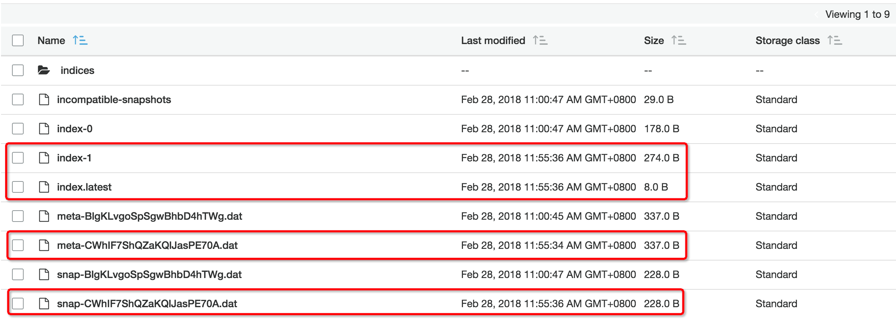 Viewing 1 to 9
Name Last modified Size Storage class
indices -- -- --
incompatible-snapshots Feb 28, 2018 11:00:47 AM GMT+0800 29.0 B Standard
index-0 Feb 28, 2018 11:00:47 AM GMT+0800 178.0 B Standard
index-1 Feb 28, 2018 11:55:36 AM GMT+0800 274.0 B Standard
index.latest Feb 28, 2018 11:55:36 AM GMT+0800 8.0 B Standard
meta-BlgKLvgoSpSgwBhbD4hTWg.dat Feb 28, 2018 11:00:45 AM GMT+0800 337.0 B Standard
meta-CWhIF7ShQZaKQlJasPE70A.dat Feb 28, 2018 11:55:34 AM GMT+0800 337.0 B Standard
snap-BlgKLvgoSpSgwBhbD4hTWg.dat Feb 28, 2018 11:00:47 AM GMT+0800 228.0 B Standard
snap-CWhIF7ShQZaKQlJasPE70A.dat Feb 28, 2018 11:55:36 AM GMT+0800 228.0 B Standard